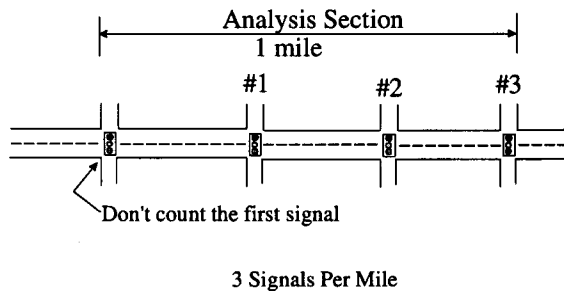 Analysis Section
1 mile
#1 #2 #3
Don't count the first signal
3 Signals Per Mile